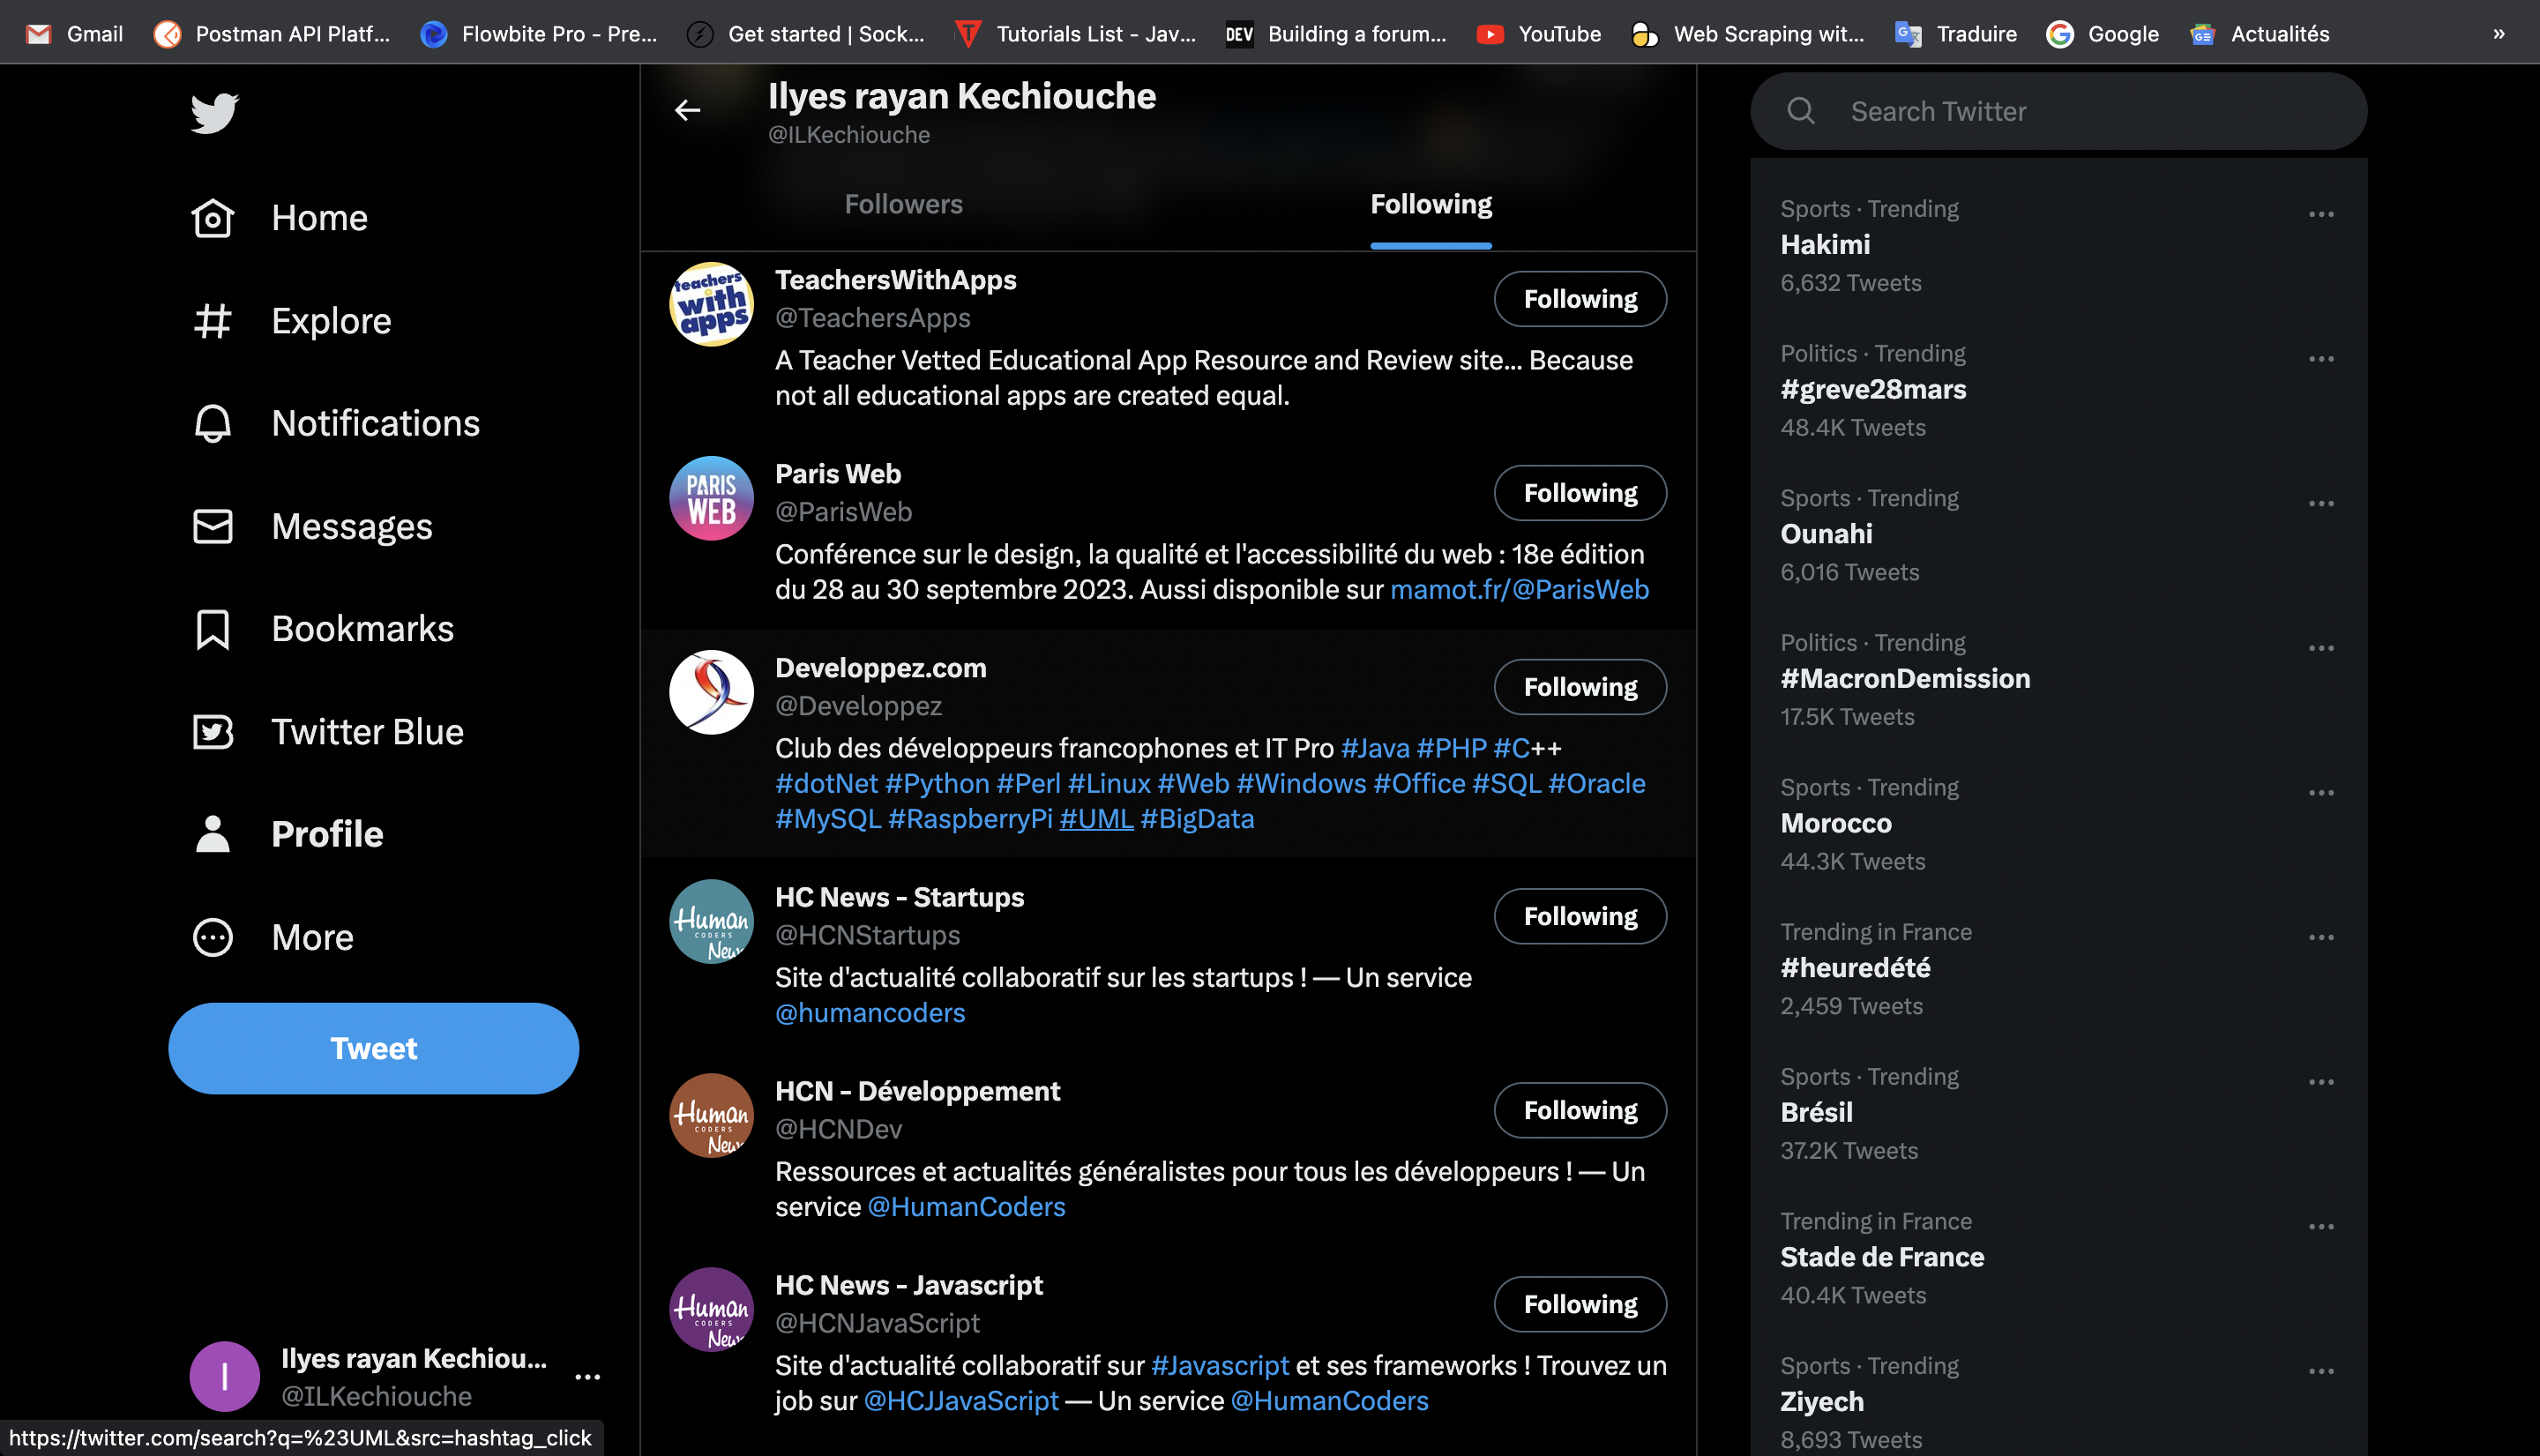 Gmail
Postman API Platf...
Flowbite Pro - Pre...
Get started | Sock...
Tutorials List - Jav...
DEV
Building a forum...
YouTube
Web Scraping wit...
Traduire
Google
Actualités
»
Home
Explore
Notifications
Messages
Bookmarks
Twitter Blue
Profile
More
Tweet
I
Ilyes rayan Kechiou...
@ILKechiouche
https://twitter.com/search?q=%23UML&src=hashtag_click
Ilyes rayan Kechiouche
@ILKechiouche
Followers
Following
teachers
with
apps
TeachersWithApps
@TeachersApps
Following
A Teacher Vetted Educational App Resource and Review site... Because
not all educational apps are created equal.
PARIS
WEB
Paris Web
@ParisWeb
Following
Conférence sur le design, la qualité et l'accessibilité du web : 18e édition
du 28 au 30 septembre 2023. Aussi disponible sur mamot.fr/@ParisWeb
Developpez.com
@Developpez
Following
Club des développeurs francophones et IT Pro #Java #PHP #C++
#dotNet #Python #Perl #Linux #Web #Windows #Office #SQL #Oracle
#MySQL #RaspberryPi #UML #BigData
Human
CODERS
News
HC News - Startups
@HCNStartups
Following
Site d'actualité collaboratif sur les startups ! — Un service
@humancoders
Human
CODERS
News
HCN - Développement
@HCNDev
Following
Ressources et actualités généralistes pour tous les développeurs ! — Un
service @HumanCoders
Human
CODERS
News
HC News - Javascript
@HCNJavaScript
Following
Site d'actualité collaboratif sur #Javascript et ses frameworks ! Trouvez un
job sur @HCJJavaScript — Un service @HumanCoders
Search Twitter
Sports · Trending
Hakimi
6,632 Tweets
Politics · Trending
#greve28mars
48.4K Tweets
Sports · Trending
Ounahi
6,016 Tweets
Politics · Trending
#MacronDemission
17.5K Tweets
Sports · Trending
Morocco
44.3K Tweets
Trending in France
#heuredété
2,459 Tweets
Sports · Trending
Brésil
37.2K Tweets
Trending in France
Stade de France
40.4K Tweets
Sports · Trending
Ziyech
8,693 Tweets